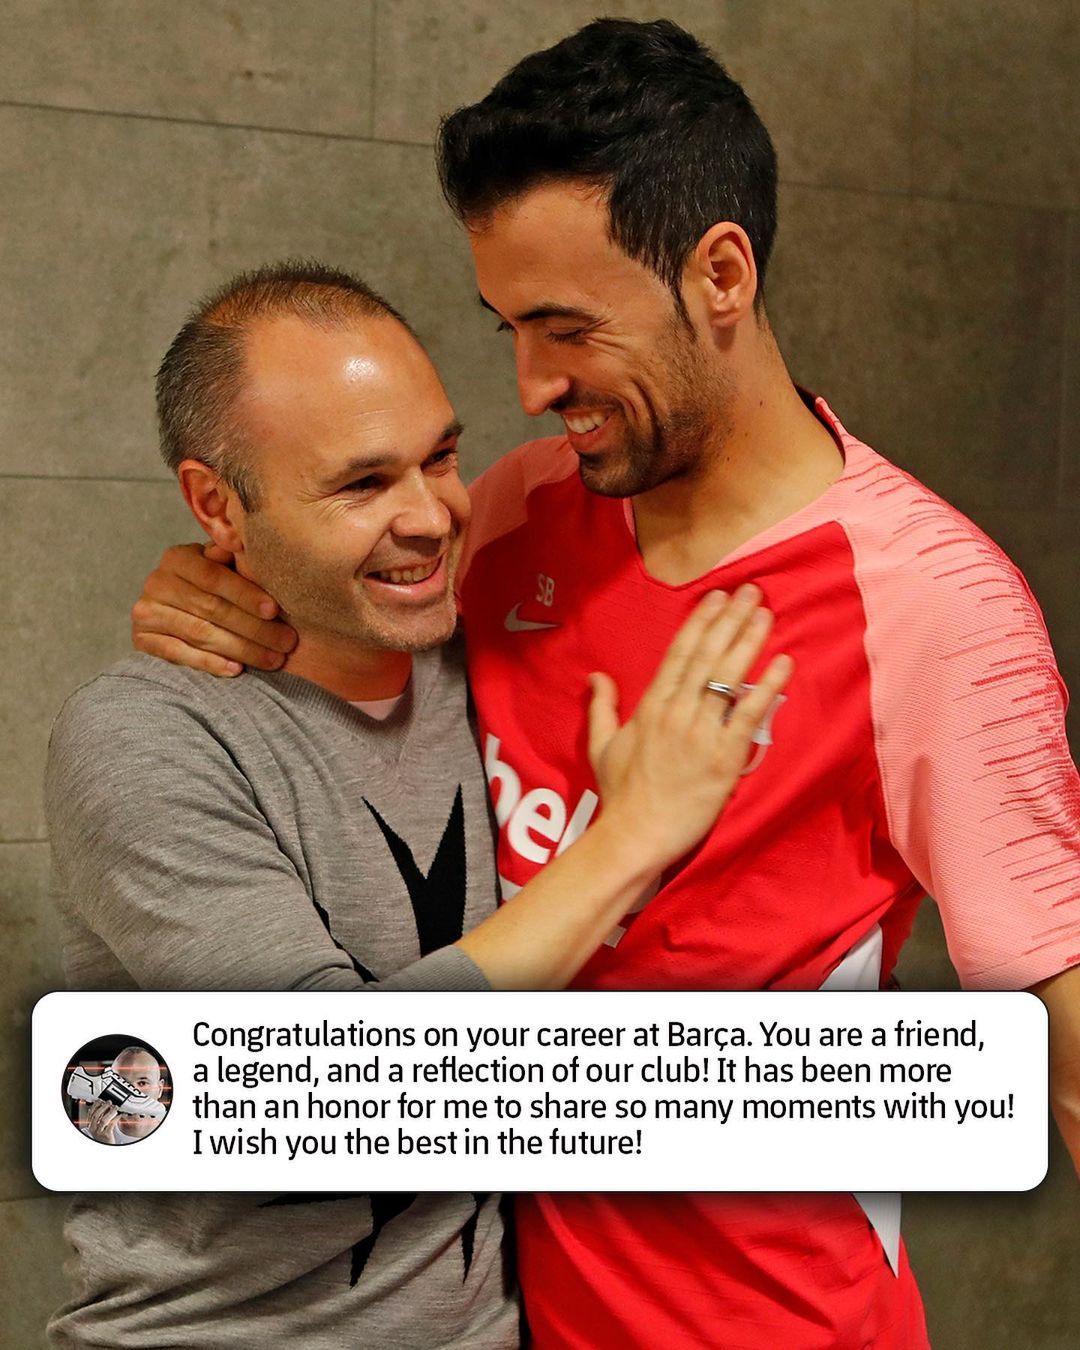 SB
bek
Congratulations on your career at Barça. You are a friend,
a legend, and a reflection of our club! It has been more
than an honor for me to share so many moments with you!
I wish you the best in the future!